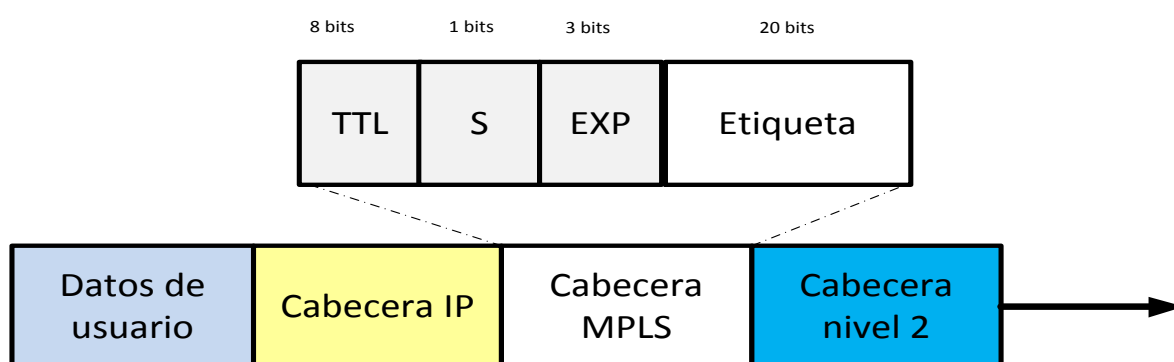 8 bits
1 bits
3 bits
20 bits
TTL
S
EXP
Etiqueta
Datos de
usuario
Cabecera IP
Cabecera
MPLS
Cabecera
nivel 2